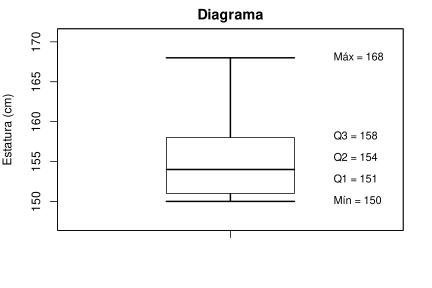 Diagrama
Estatura (cm)
170
165
160
155
150
Máx = 168
Q3 = 158
Q2 = 154
Q1 = 151
Mín = 150